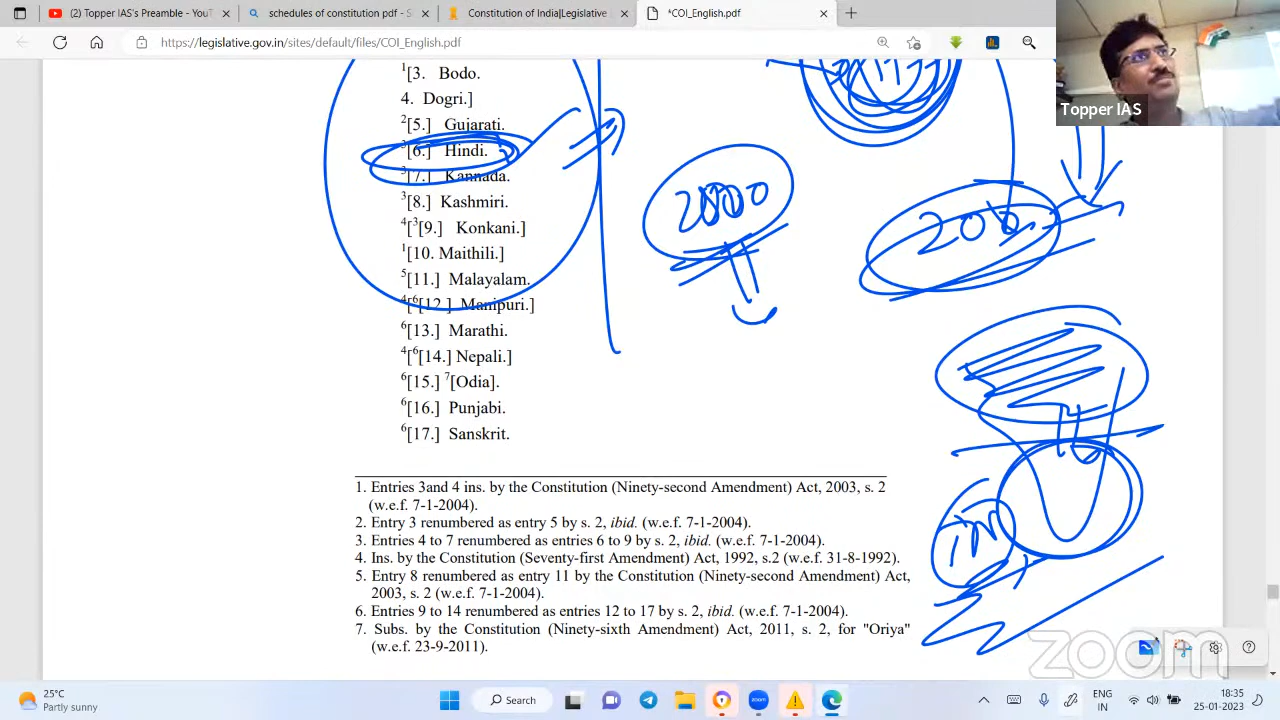 (2) Topper IAS's Preamble - YouT
schedules of constitution pdf - S
Constitution of India|Legislative
*COI_English.pdf
https://legislative.gov.in/sites/default/files/COI_English.pdf
Topper IAS
1[3. Bodo.
4. Dogri.]
2[5.] Gujarati.
3[6.] Hindi.
3[7.] Kannada.
3[8.] Kashmiri.
4[3[9.] Konkani.]
1[10. Maithili.]
5[11.] Malayalam.
4[6[12.] Manipuri.]
6[13.] Marathi.
4[6[14.] Nepali.]
6[15.] 7[Odia].
6[16.] Punjabi.
6[17.] Sanskrit.
1. Entries 3and 4 ins. by the Constitution (Ninety-second Amendment) Act, 2003, s. 2
(w.e.f. 7-1-2004).
2. Entry 3 renumbered as entry 5 by s. 2, ibid. (w.e.f. 7-1-2004).
3. Entries 4 to 7 renumbered as entries 6 to 9 by s. 2, ibid. (w.e.f. 7-1-2004).
4. Ins. by the Constitution (Seventy-first Amendment) Act, 1992, s.2 (w.e.f. 31-8-1992).
5. Entry 8 renumbered as entry 11 by the Constitution (Ninety-second Amendment) Act,
2003, s. 2 (w.e.f. 7-1-2004).
6. Entries 9 to 14 renumbered as entries 12 to 17 by s. 2, ibid. (w.e.f. 7-1-2004).
7. Subs. by the Constitution (Ninety-sixth Amendment) Act, 2011, s. 2, for "Oriya"
(w.e.f. 23-9-2011).
zoom
25°C
Partly sunny
Search
zoom
ENG
IN
18:35
25-01-2023